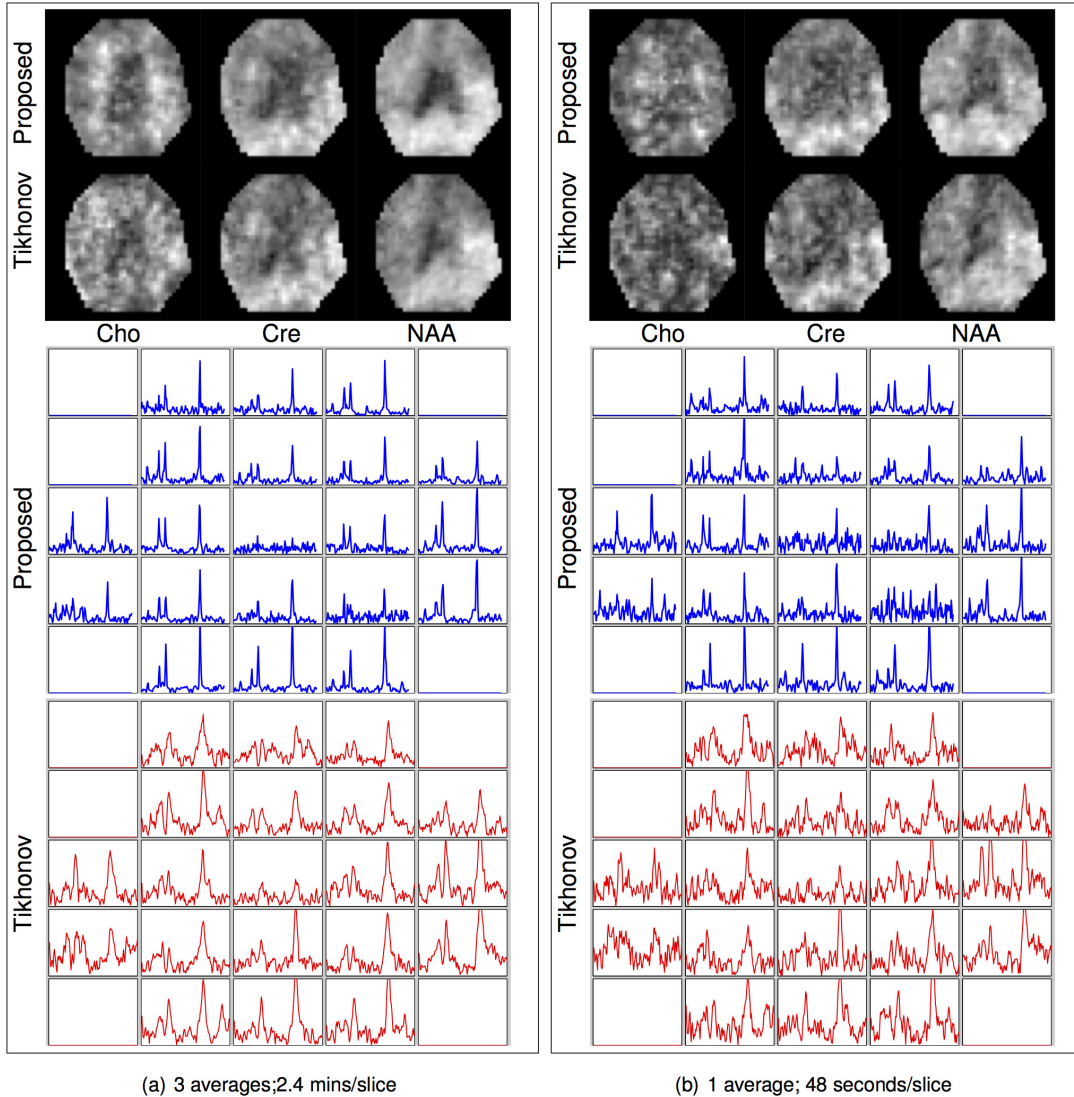 Proposed
Tikhonov
Cho Cre NAA
Proposed
Tikhonov
(a) 3 averages;2.4 mins/slice
Proposed
Tikhonov
Cho Cre NAA
Proposed
Tikhonov
(b) 1 average; 48 seconds/slice